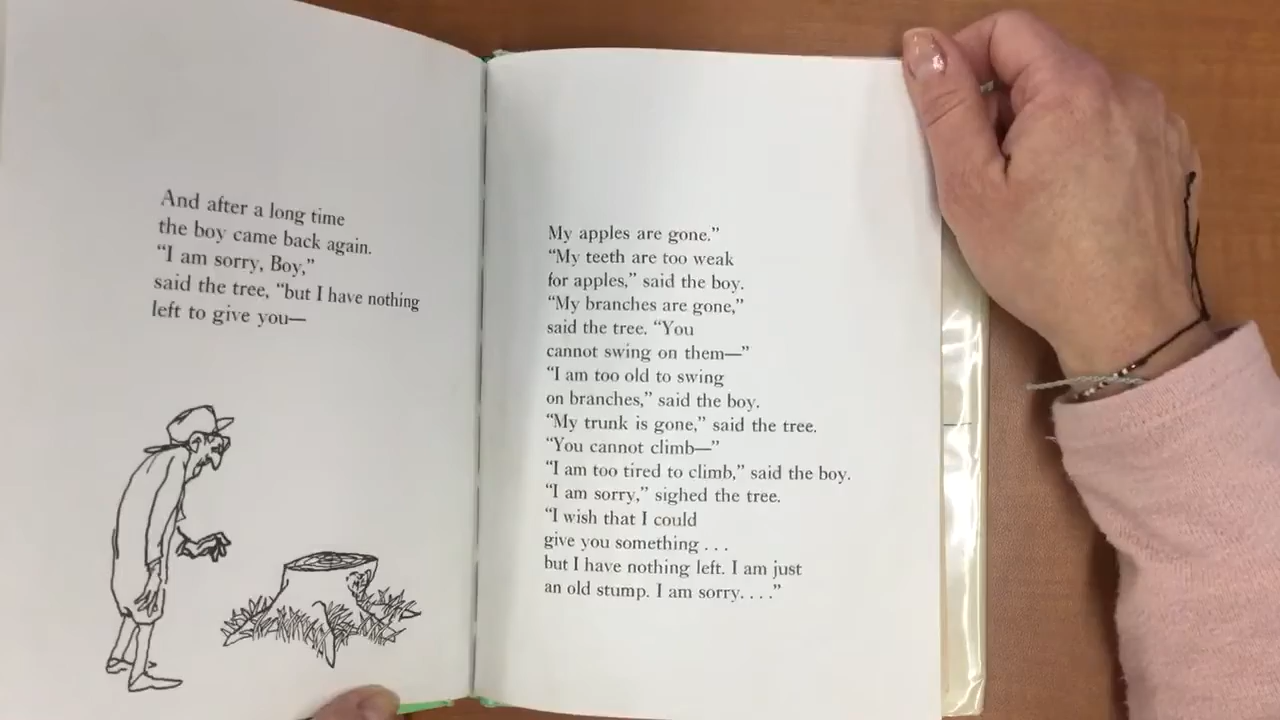 And after a long time
the boy came back again.
“I am sorry, Boy,”
said the tree, “but I have nothing
left to give you—
My apples are gone.”
“My teeth are too weak
for apples,” said the boy.
“My branches are gone,”
said the tree. “You
cannot swing on them—”
“I am too old to swing
on branches,” said the boy.
“My trunk is gone,” said the tree.
“You cannot climb—”
“I am too tired to climb,” said the boy.
“I am sorry,” sighed the tree.
“I wish that I could
give you something . . .
but I have nothing left. I am just
an old stump. I am sorry. . . .”